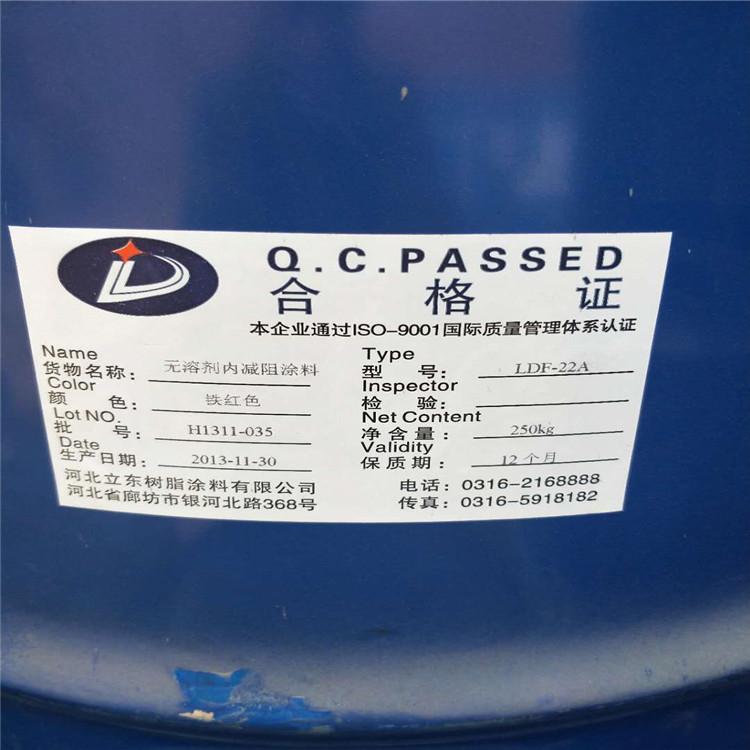 Q.C.PASSED
合格证
本企业通过ISO-9001国际质量管理体系认证
Name
货物名称: 无溶剂内减阻涂料
Color
颜 色: 铁红色
Lot NO.
批 号: H1311-035
Date
生产日期: 2013-11-30
Type
型 号: LDF-22A
Inspector
检 验:
Net Content
净含量: 250kg
Validity
保质期: 12个月
河北立东树脂涂料有限公司
河北省廊坊市银河北路368号
电话: 0316-2168888
传真: 0316-5918182